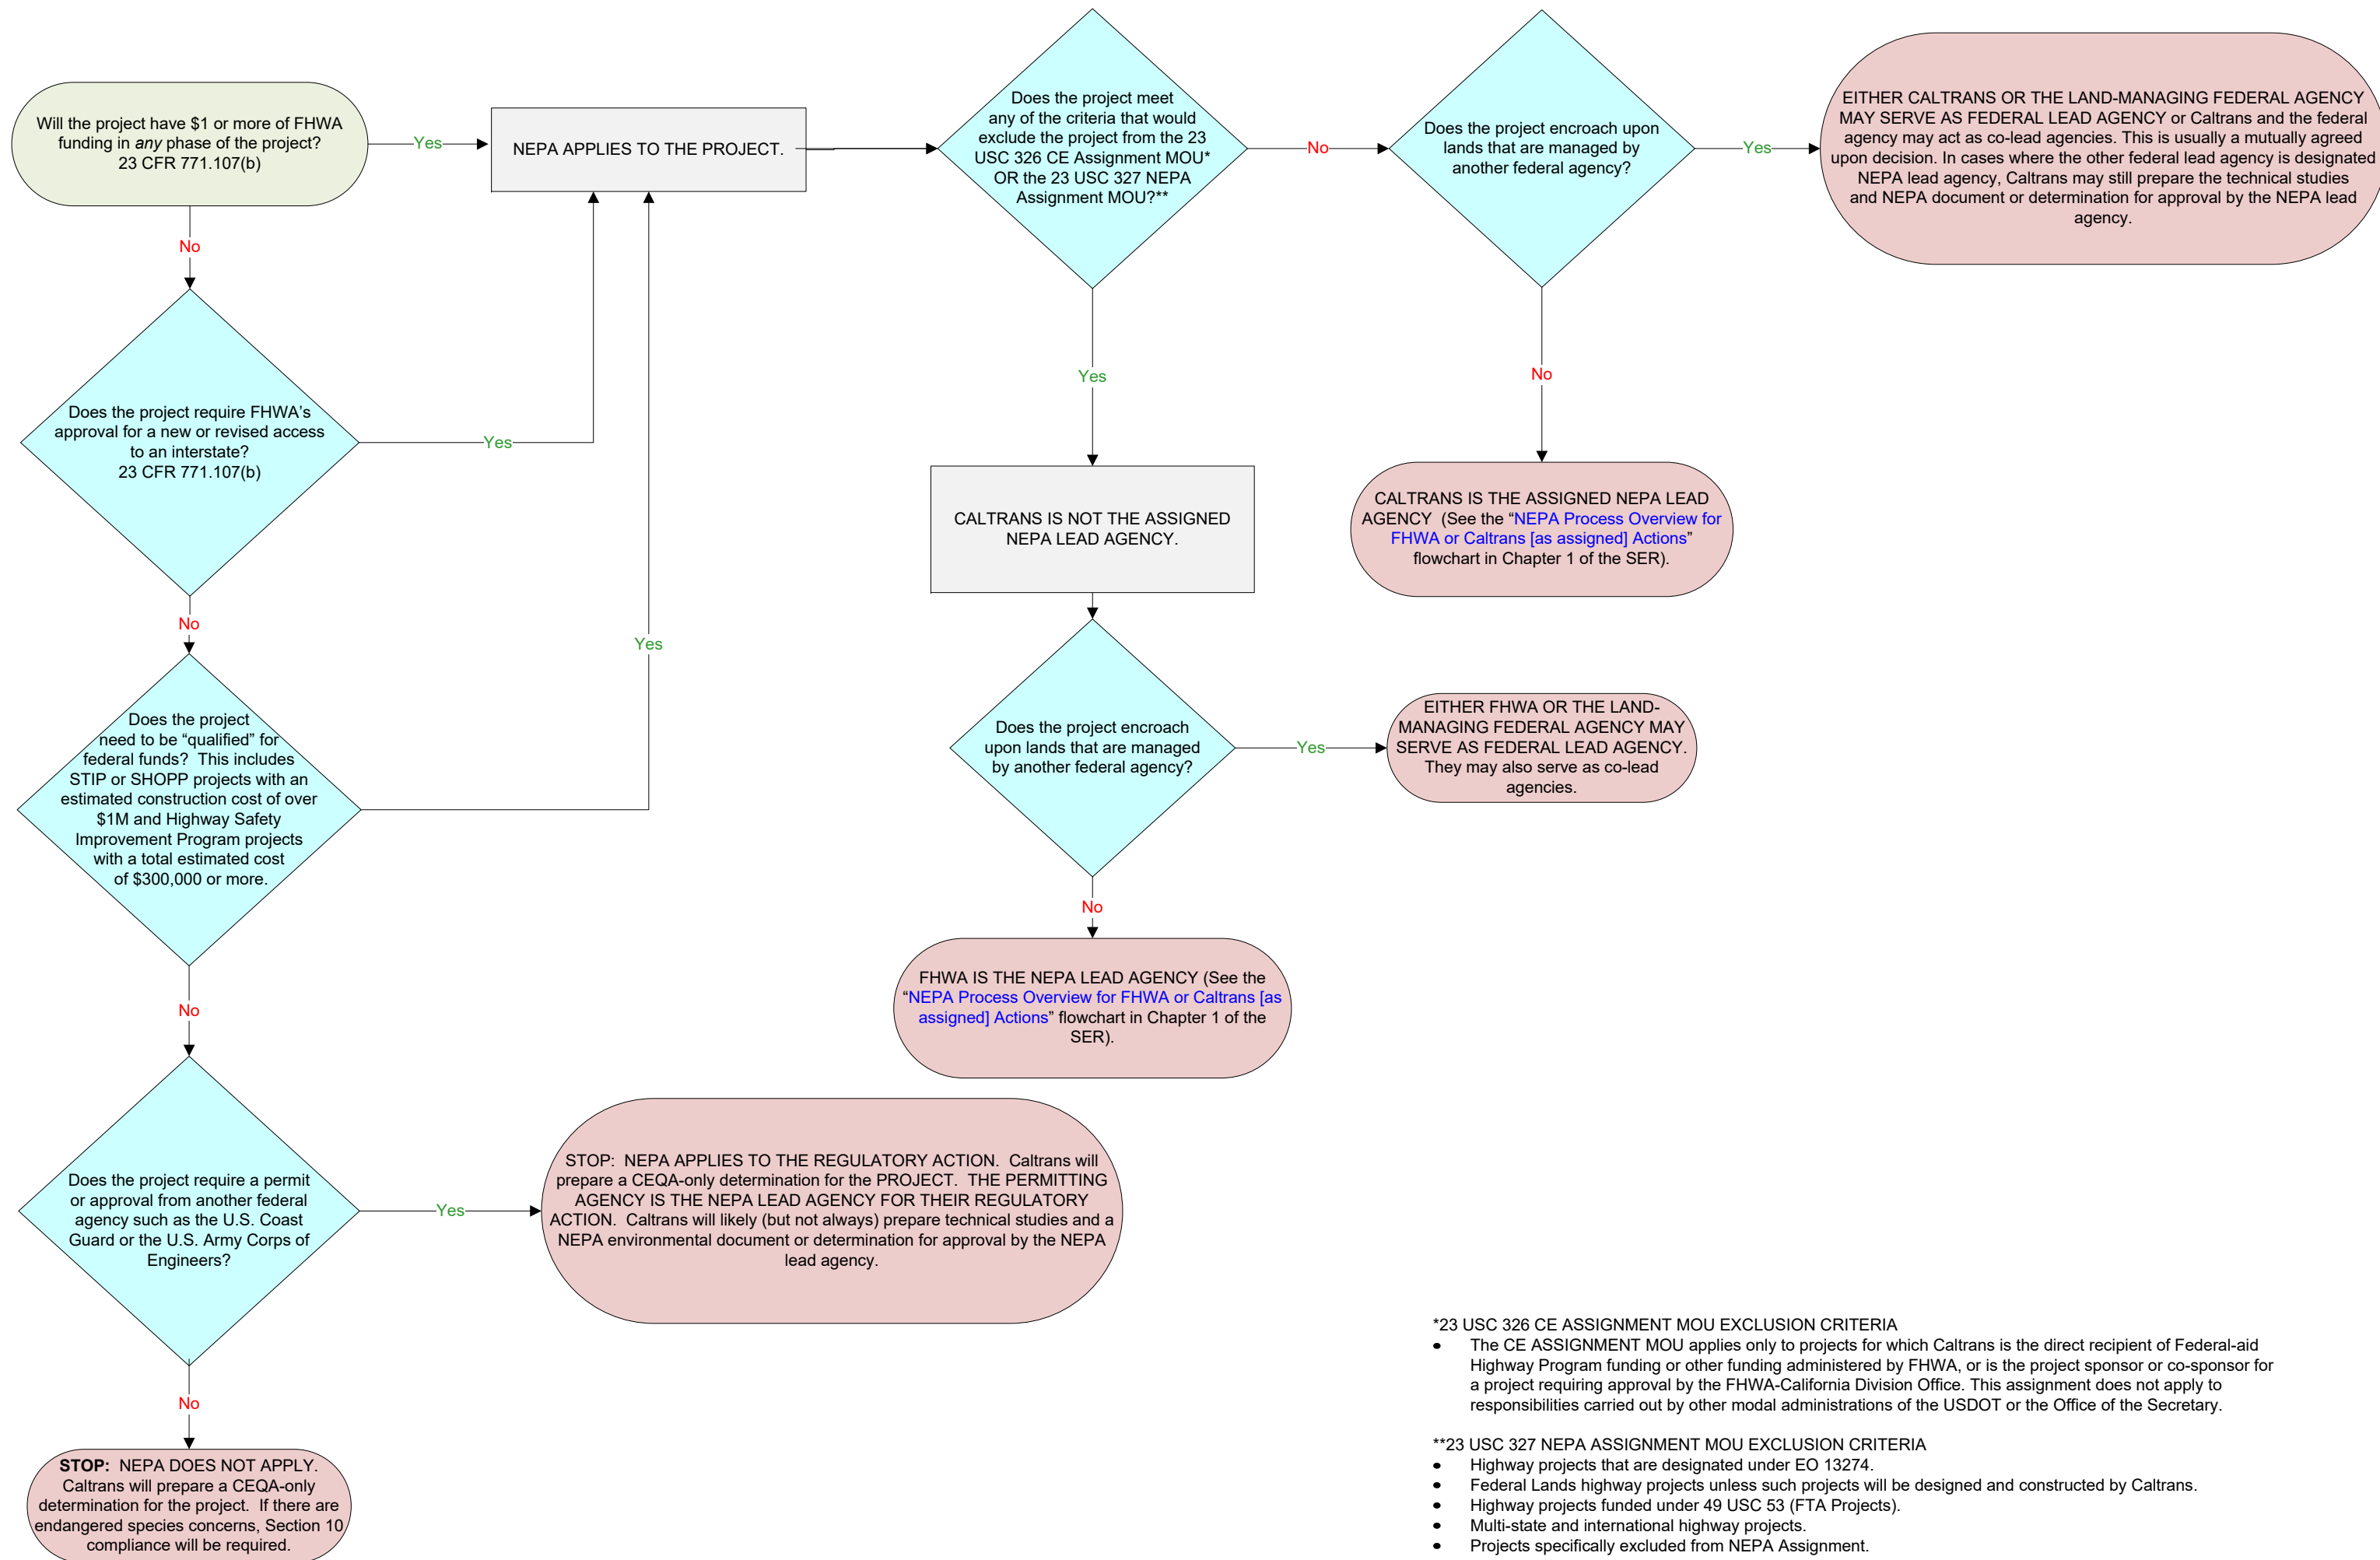 Will the project have $1 or more of FHWA
funding in any phase of the project?
23 CFR 771.107(b)
Yes
NEPA APPLIES TO THE PROJECT.
Does the project meet
any of the criteria that would
exclude the project from the 23
USC 326 CE Assignment MOU*
OR the 23 USC 327 NEPA
Assignment MOU?**
No
Does the project encroach upon
lands that are managed by
another federal agency?
Yes
EITHER CALTRANS OR THE LAND-MANAGING FEDERAL AGENCY
MAY SERVE AS FEDERAL LEAD AGENCY or Caltrans and the federal
agency may act as co-lead agencies. This is usually a mutually agreed
upon decision. In cases where the other federal lead agency is designated
NEPA lead agency, Caltrans may still prepare the technical studies
and NEPA document or determination for approval by the NEPA lead
agency.
No
Does the project require FHWA’s
approval for a new or revised access
to an interstate?
23 CFR 771.107(b)
Yes
Yes
No
CALTRANS IS NOT THE ASSIGNED
NEPA LEAD AGENCY.
CALTRANS IS THE ASSIGNED NEPA LEAD
AGENCY (See the “NEPA Process Overview for
FHWA or Caltrans [as assigned] Actions”
flowchart in Chapter 1 of the SER).
No
Yes
Does the project
need to be “qualified” for
federal funds? This includes
STIP or SHOPP projects with an
estimated construction cost of over
$1M and Highway Safety
Improvement Program projects
with a total estimated cost
of $300,000 or more.
Does the project encroach
upon lands that are managed
by another federal agency?
Yes
EITHER FHWA OR THE LAND-
MANAGING FEDERAL AGENCY MAY
SERVE AS FEDERAL LEAD AGENCY.
They may also serve as co-lead
agencies.
No
FHWA IS THE NEPA LEAD AGENCY (See the
“NEPA Process Overview for FHWA or Caltrans [as
assigned] Actions” flowchart in Chapter 1 of the
SER).
No
Does the project require a permit
or approval from another federal
agency such as the U.S. Coast
Guard or the U.S. Army Corps of
Engineers?
Yes
STOP: NEPA APPLIES TO THE REGULATORY ACTION. Caltrans will
prepare a CEQA-only determination for the PROJECT. THE PERMITTING
AGENCY IS THE NEPA LEAD AGENCY FOR THEIR REGULATORY
ACTION. Caltrans will likely (but not always) prepare technical studies and a
NEPA environmental document or determination for approval by the NEPA
lead agency.
No
STOP: NEPA DOES NOT APPLY.
Caltrans will prepare a CEQA-only
determination for the project. If there are
endangered species concerns, Section 10
compliance will be required.
*23 USC 326 CE ASSIGNMENT MOU EXCLUSION CRITERIA
• The CE ASSIGNMENT MOU applies only to projects for which Caltrans is the direct recipient of Federal-aid
Highway Program funding or other funding administered by FHWA, or is the project sponsor or co-sponsor for
a project requiring approval by the FHWA-California Division Office. This assignment does not apply to
responsibilities carried out by other modal administrations of the USDOT or the Office of the Secretary.
**23 USC 327 NEPA ASSIGNMENT MOU EXCLUSION CRITERIA
• Highway projects that are designated under EO 13274.
• Federal Lands highway projects unless such projects will be designed and constructed by Caltrans.
• Highway projects funded under 49 USC 53 (FTA Projects).
• Multi-state and international highway projects.
• Projects specifically excluded from NEPA Assignment.